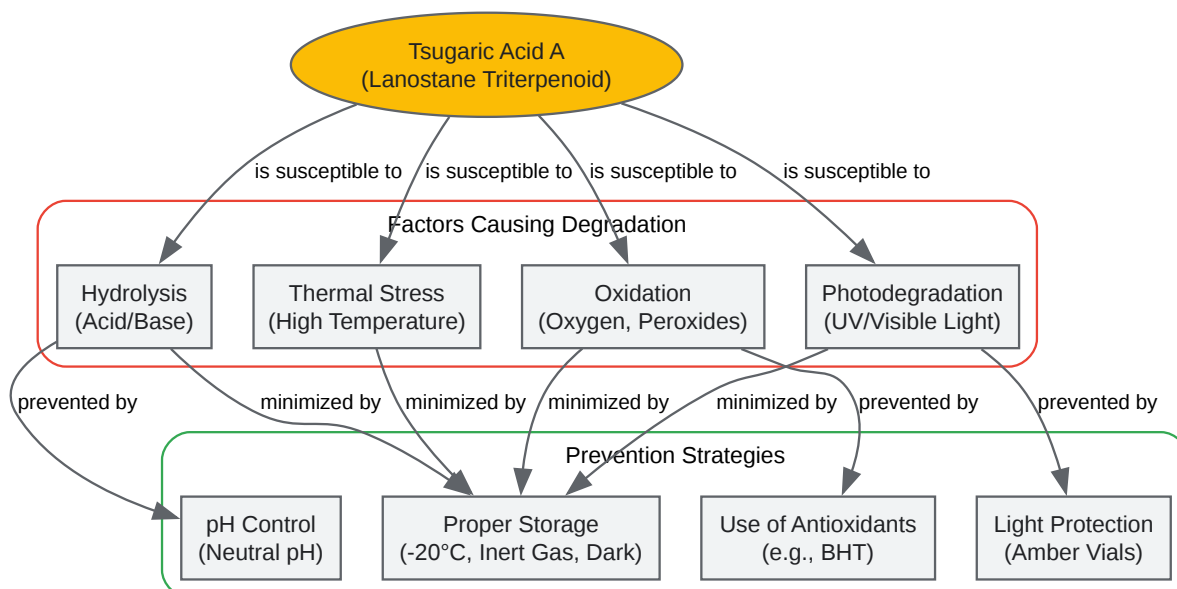 Tsugaric Acid A
(Lanostane Triterpenoid)
is susceptible to
is susceptible to
is susceptible to
is susceptible to
Factors Causing Degradation
Hydrolysis
(Acid/Base)
Thermal Stress
(High Temperature)
Oxidation
(Oxygen, Peroxides)
Photodegradation
(UV/Visible Light)
prevented by
minimized by
minimized by
minimized by
minimized by
prevented by
prevented by
Prevention Strategies
pH Control
(Neutral pH)
Proper Storage
(-20°C, Inert Gas, Dark)
Use of Antioxidants
(e.g., BHT)
Light Protection
(Amber Vials)